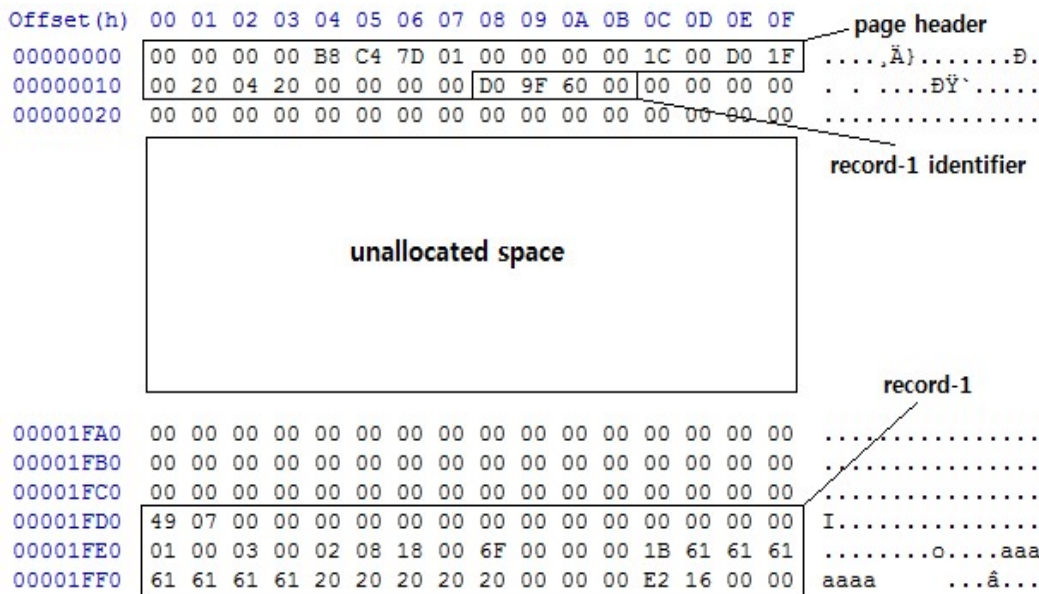 Offset(h) 00 01 02 03 04 05 06 07 08 09 0A 0B 0C 0D 0E 0F
page header
00000000 00 00 00 00 B8 C4 7D 01 00 00 00 00 1C 00 D0 1F ....¸Ä}.......Ð.
00000010 00 20 04 20 00 00 00 00 D0 9F 60 00 00 00 00 00 . . ....ÐŸ`.....
00000020 00 00 00 00 00 00 00 00 00 00 00 00 00 00 00 00 ................
record-1 identifier
unallocated space
record-1
00001FA0 00 00 00 00 00 00 00 00 00 00 00 00 00 00 00 00 ................
00001FB0 00 00 00 00 00 00 00 00 00 00 00 00 00 00 00 00 ................
00001FC0 00 00 00 00 00 00 00 00 00 00 00 00 00 00 00 00 ................
00001FD0 49 07 00 00 00 00 00 00 00 00 00 00 00 00 00 00 I...............
00001FE0 01 00 03 00 02 08 18 00 6F 00 00 00 1B 61 61 61 ........o....aaa
00001FF0 61 61 61 61 20 20 20 20 20 00 00 00 E2 16 00 00 aaaa     ...â...